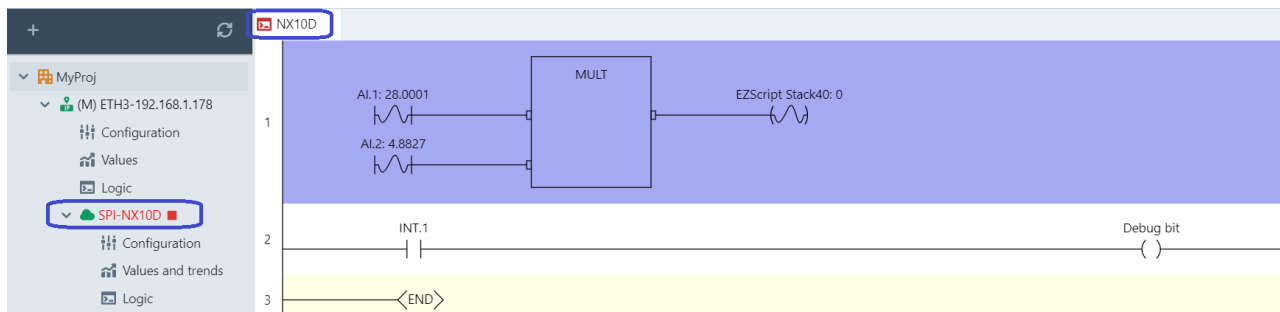 NX10D
MyProj
(M) ETH3-192.168.1.178
Configuration
Values
Logic
SPI-NX10D
Configuration
Values and trends
Logic
1
MULT
AI.1: 28.0001
EZScript Stack40: 0
AI.2: 4.8827
2
INT.1
Debug bit
3
END